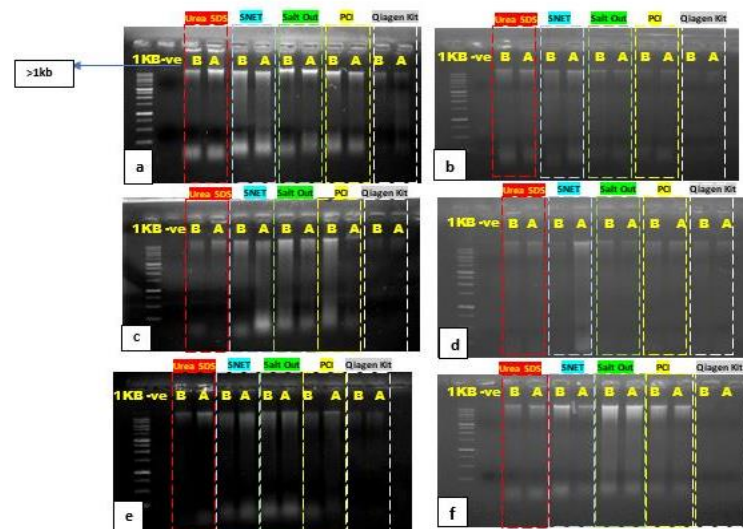 Urea SDS SNET Salt Out PCI Qiagen Kit
1KB -ve B A B A B A B A B A
>1kb
a
Urea SDS SNET Salt Out PCI Qiagen Kit
1KB -ve B A B A B A B A B A
b
Urea SDS SNET Salt Out PCI Qiagen Kit
1KB -ve B A B A B A B A B A
c
Urea SDS SNET Salt Out PCI Qiagen Kit
1KB -ve B A B A B A B A B A
d
Urea SDS SNET Salt Out PCI Qiagen Kit
1KB -ve B A B A B A B A B A
e
Urea SDS SNET Salt Out PCI Qiagen Kit
1KB -ve B A B A B A B A B A
f